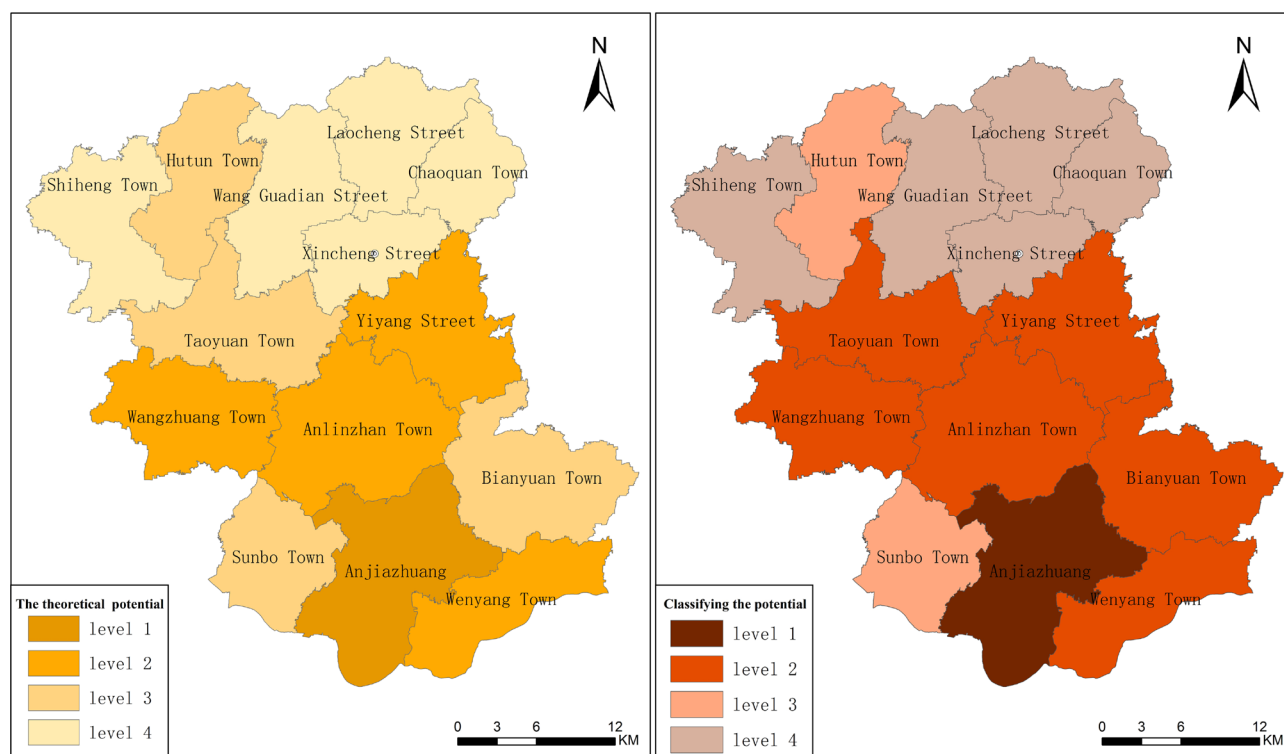 N
Laocheng Street
Hutun Town
Chaoquan Town
Shiheng Town
Wang Guadian Street
Xincheng Street
Yiyang Street
Taoyuan Town
Wangzhuang Town
Anlinzhan Town
Bianyuan Town
Sunbo Town
Anjiazhuang
Wenyang Town
The theoretical potential
level 1
level 2
level 3
level 4
0 3 6 12
KM
N
Laocheng Street
Hutun Town
Chaoquan Town
Shiheng Town
Wang Guadian Street
Xincheng Street
Yiyang Street
Taoyuan Town
Wangzhuang Town
Anlinzhan Town
Bianyuan Town
Sunbo Town
Anjiazhuang
Wenyang Town
Classifying the potential
level 1
level 2
level 3
level 4
0 3 6 12
KM